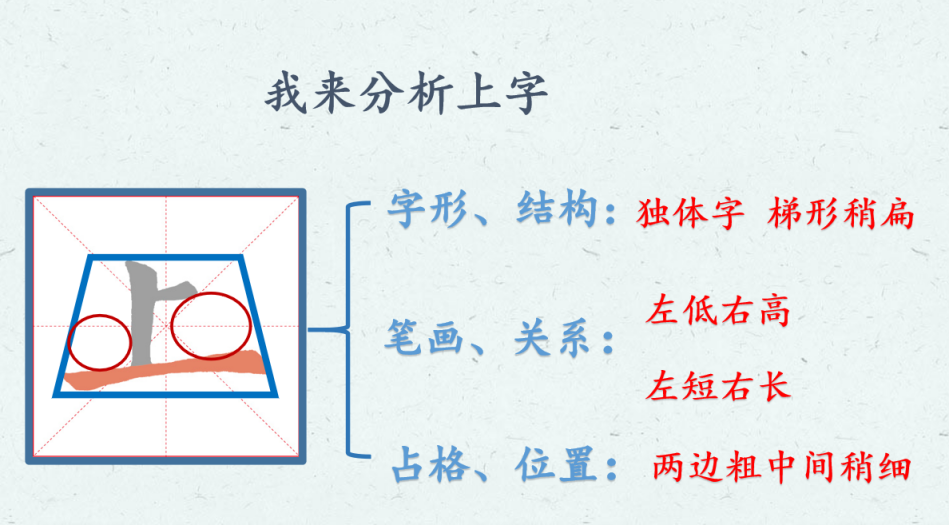 我来分析上字
字形、结构：独体字 梯形稍扁
笔画、关系：
左低右高
左短右长
占格、位置：两边粗中间稍细
上